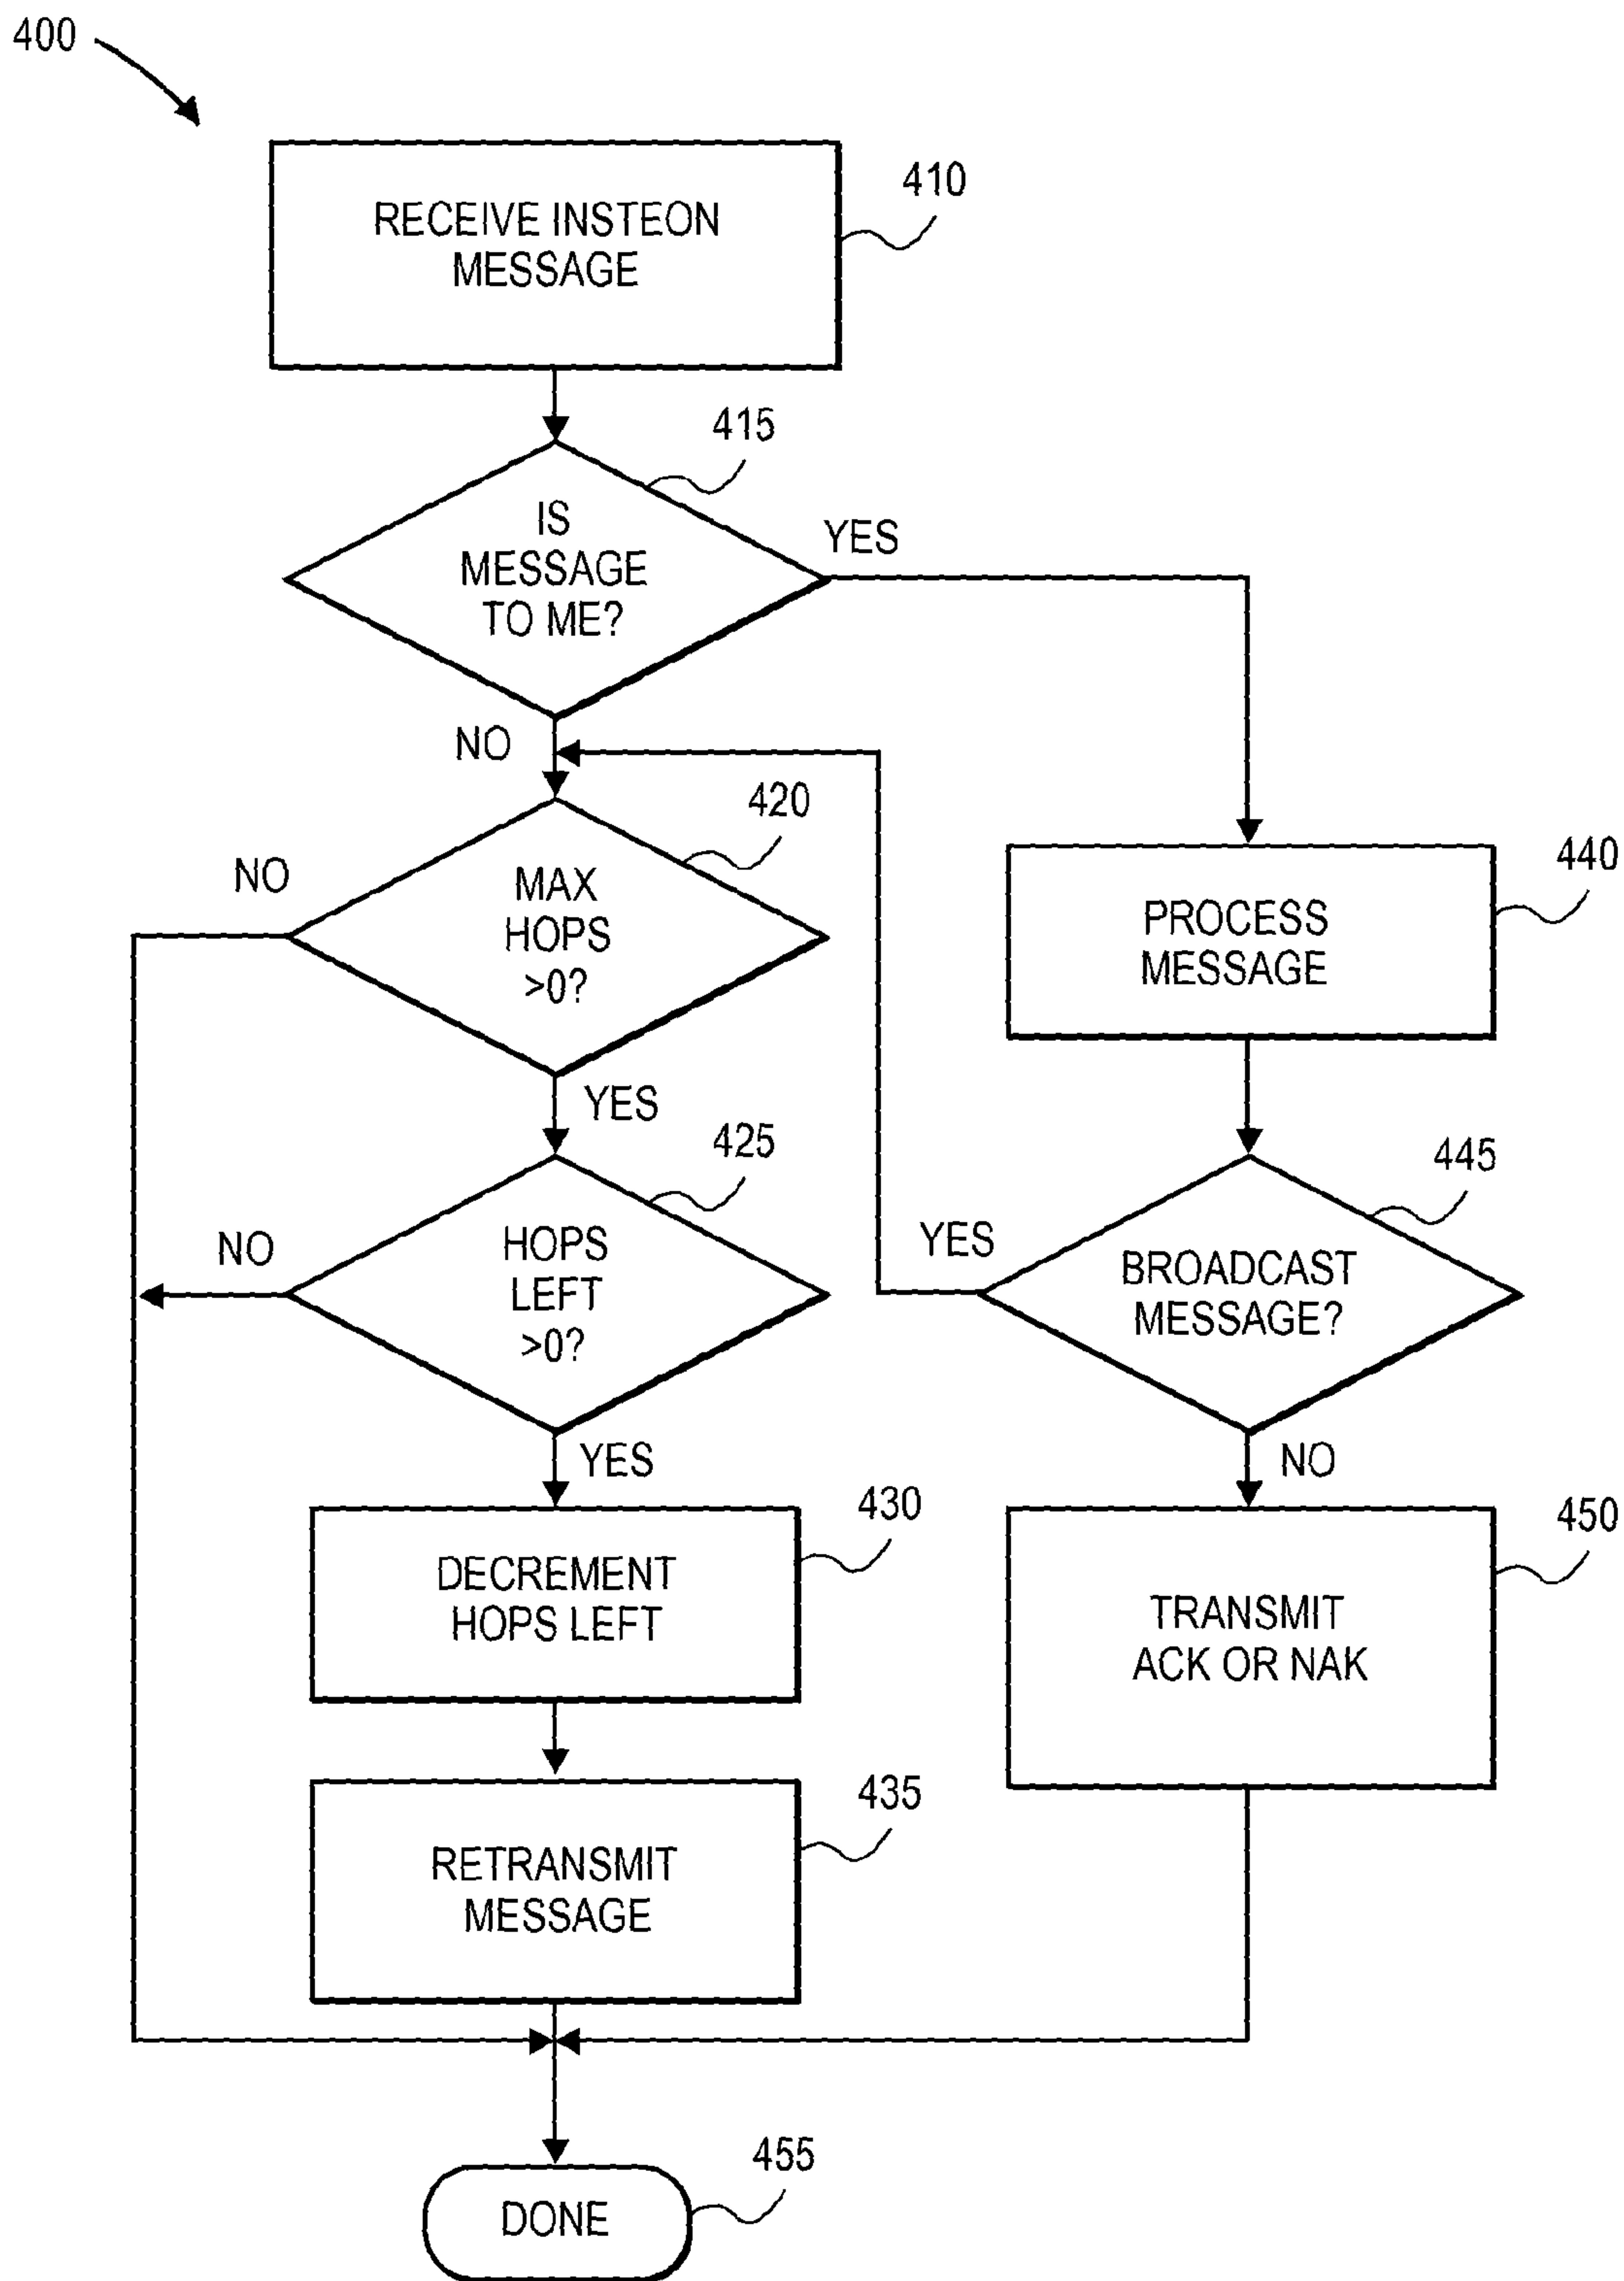 400
RECEIVE INSTEON
MESSAGE
410
415
IS
MESSAGE
TO ME?
YES
NO
420
NO
MAX
HOPS
>0?
440
PROCESS
MESSAGE
YES
425
NO
HOPS
LEFT
>0?
445
YES
BROADCAST
MESSAGE?
YES
NO
430
DECREMENT
HOPS LEFT
450
TRANSMIT
ACK OR NAK
435
RETRANSMIT
MESSAGE
455
DONE